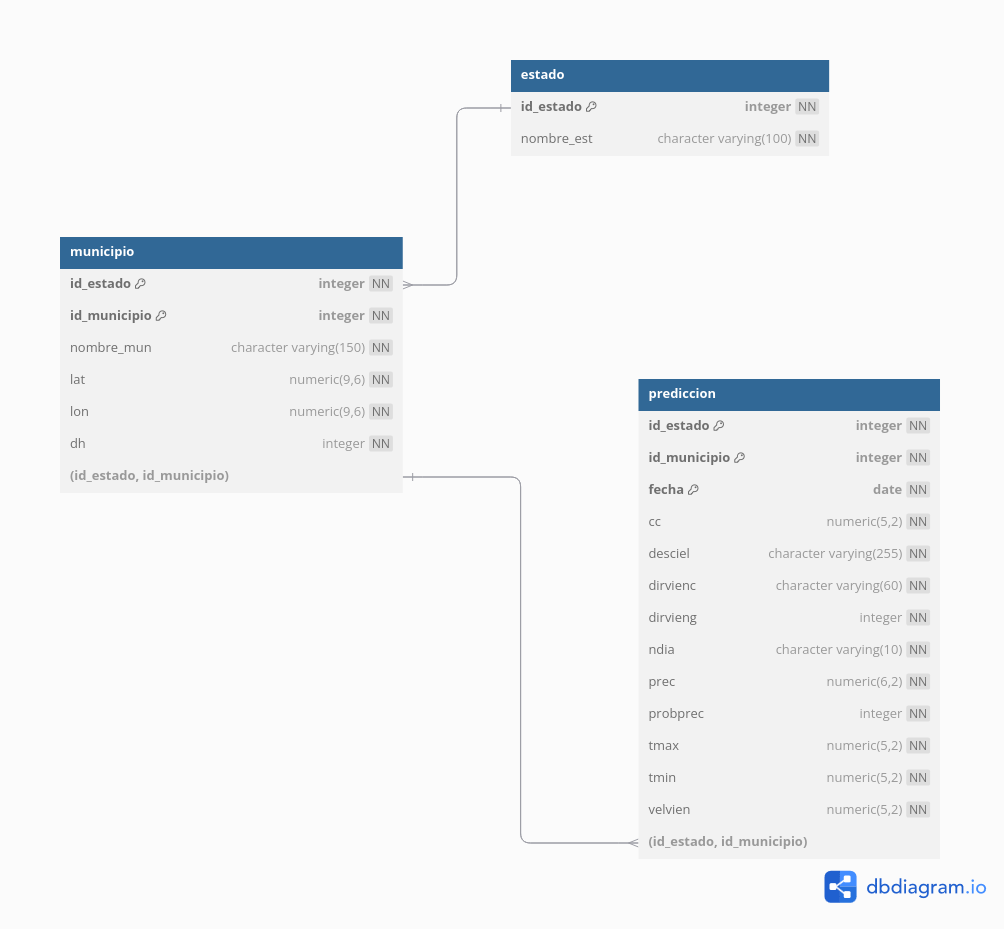 estado
id_estado integer NN
nombre_est character varying(100) NN
municipio
id_estado integer NN
id_municipio integer NN
nombre_mun character varying(150) NN
lat numeric(9,6) NN
lon numeric(9,6) NN
dh integer NN
(id_estado, id_municipio)
prediccion
id_estado integer NN
id_municipio integer NN
fecha date NN
cc numeric(5,2) NN
desciel character varying(255) NN
dirvienc character varying(60) NN
dirvieng integer NN
ndia character varying(10) NN
prec numeric(6,2) NN
probprec integer NN
tmax numeric(5,2) NN
tmin numeric(5,2) NN
velvien numeric(5,2) NN
(id_estado, id_municipio)
dbdiagram.io